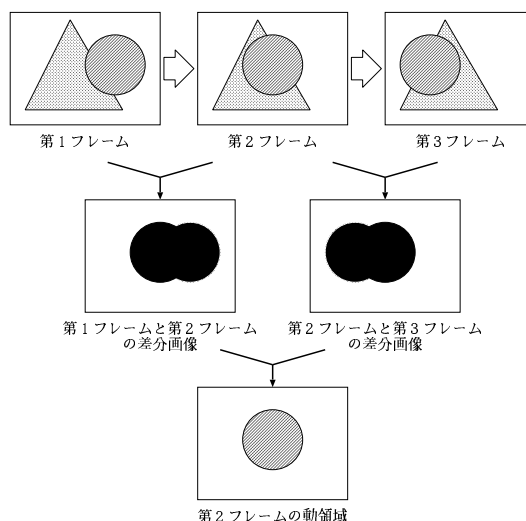 第1フレーム
第2フレーム
第3フレーム
第1フレームと第2フレーム
の差分画像
第2フレームと第3フレーム
の差分画像
第2フレームの動領域